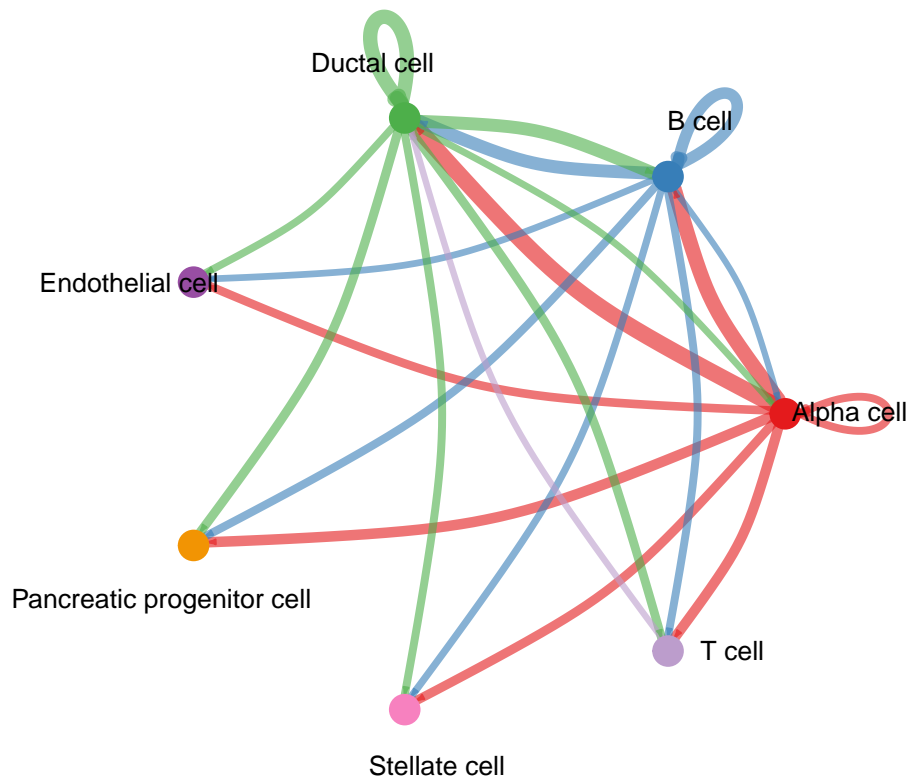 Ductal cell
B cell
Endothelial cell
Alpha cell
Pancreatic progenitor cell
T cell
Stellate cell